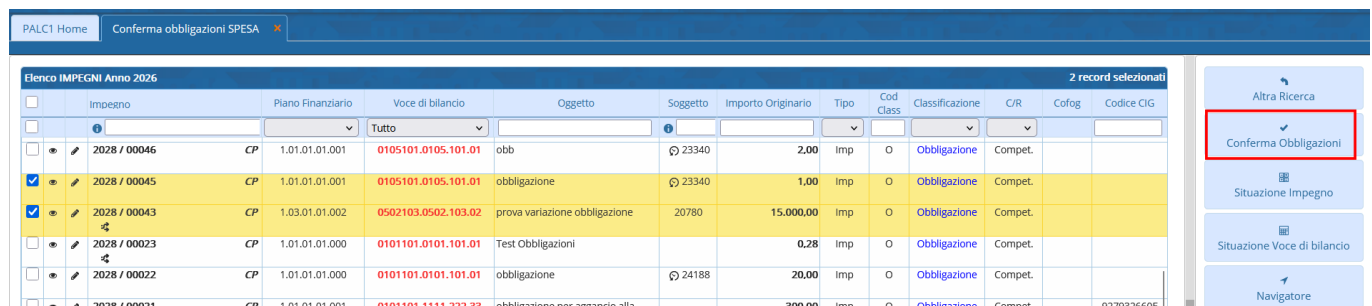 PALC1 Home
Conferma obbligazioni SPESA ×
Elenco IMPEGNI Anno 2026 2 record selezionati
Impegno Piano Finanziario Voce di bilancio Oggetto Soggetto Importo Originario Tipo Cod Class Classificazione C/R Cofog Codice CIG
Tutto
2028 / 00046 CP 1.01.01.01.001 0105101.0105.101.01 obb 23340 2,00 Imp O Obbligazione Compet.
2028 / 00045 CP 1.01.01.01.001 0105101.0105.101.01 obbligazione 23340 1,00 Imp O Obbligazione Compet.
2028 / 00043 CP 1.03.01.01.002 0502103.0502.103.02 prova variazione obbligazione 20780 15.000,00 Imp O Obbligazione Compet.
2028 / 00023 CP 1.01.01.01.000 0101101.0101.101.01 Test Obbligazioni 0,28 Imp O Obbligazione Compet.
2028 / 00022 CP 1.01.01.01.000 0101101.0101.101.01 obbligazione 24188 20,00 Imp O Obbligazione Compet.
Altra Ricerca
Conferma Obbligazioni
Situazione Impegno
Situazione Voce di bilancio
Navigatore